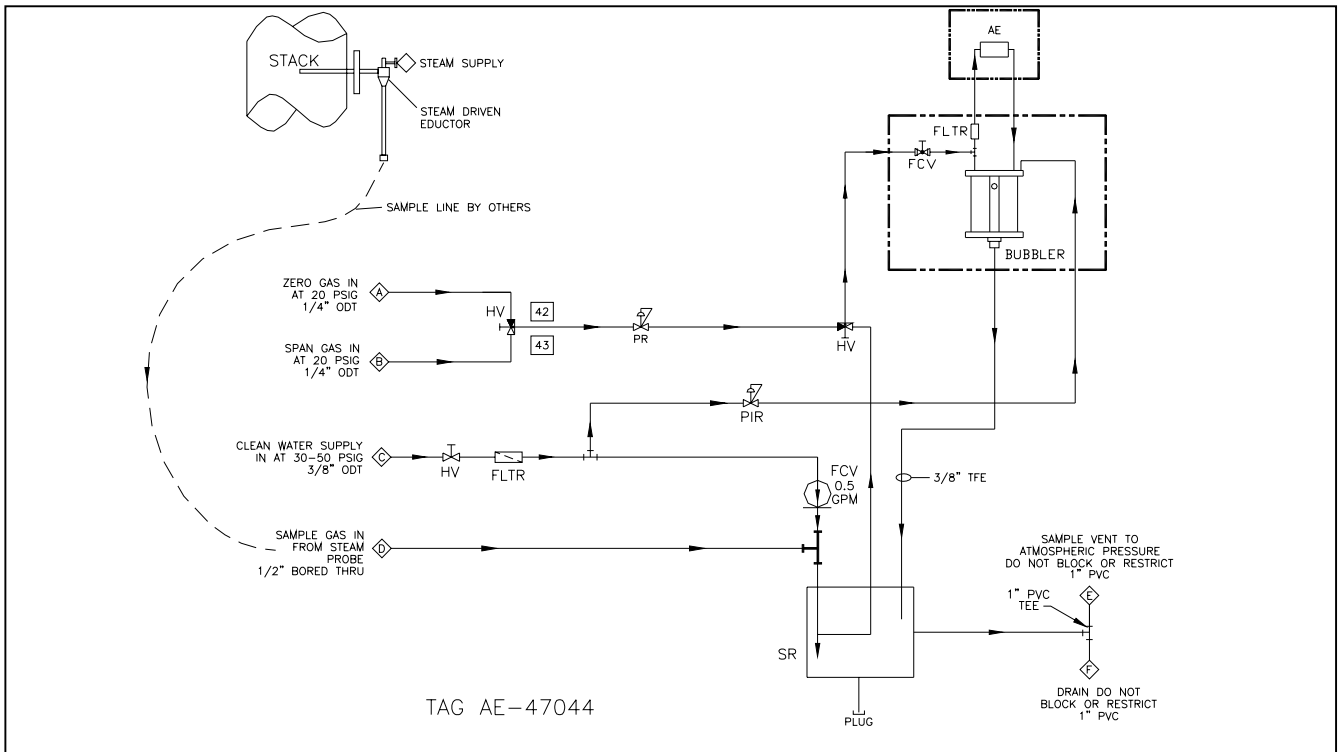 STACK
STEAM SUPPLY
STEAM DRIVEN
EDUCTOR
SAMPLE LINE BY OTHERS
AE
FLTR
FCV
BUBBLER
ZERO GAS IN
AT 20 PSIG
1/4" ODT
A
HV
42
43
PR
HV
SPAN GAS IN
AT 20 PSIG
1/4" ODT
B
PIR
CLEAN WATER SUPPLY
IN AT 30-50 PSIG
3/8" ODT
C
HV
FLTR
FCV
0.5
GPM
3/8" TFE
SAMPLE GAS IN
FROM STEAM
PROBE
1/2" BORED THRU
D
SAMPLE VENT TO
ATMOSPHERIC PRESSURE
DO NOT BLOCK OR RESTRICT
1" PVC
E
1" PVC
TEE
SR
F
DRAIN DO NOT
BLOCK OR RESTRICT
1" PVC
PLUG
TAG AE-47044